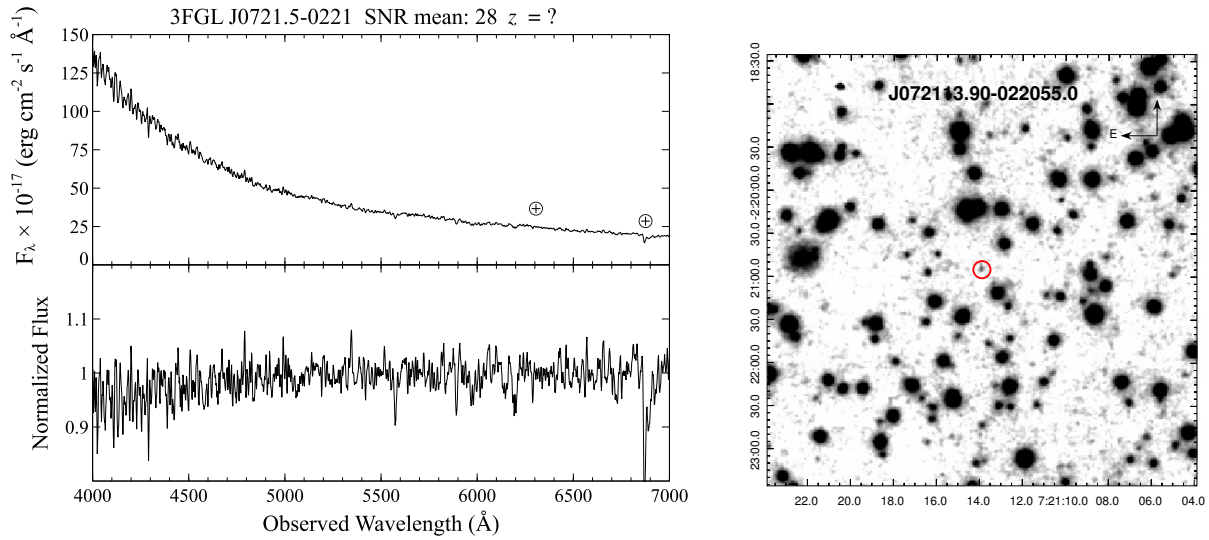 3FGL J0721.5-0221 SNR mean: 28 z = ?
150
125
100
75
50
25
0
F_λ × 10^-17 (erg cm^-2 s^-1 Å^-1)
⊕
⊕
1.1
1
0.9
Normalized Flux
4000 4500 5000 5500 6000 6500 7000
Observed Wavelength (Å)
J072113.90-022055.0
E
18:30.0
30.0
-2:20:00.0
30.0
21:00.0
30.0
22:00.0
30.0
23:00.0
22.0 20.0 18.0 16.0 14.0 12.0 7:21:10.0 08.0 06.0 04.0